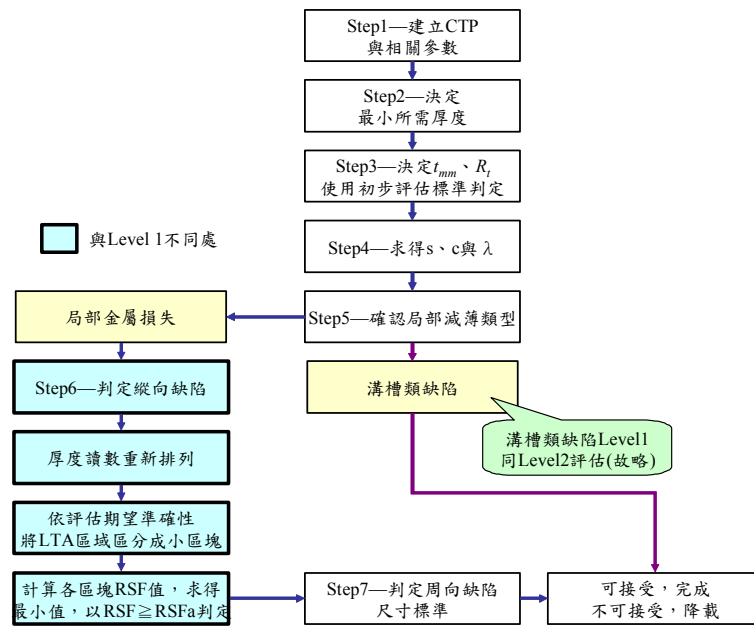 Step1—建立CTP
與相關參數
Step2—決定
最小所需厚度
Step3—決定tmm、Rt
使用初步評估標準判定
與Level 1不同處
Step4—求得s、c與λ
局部金屬損失
Step5—確認局部減薄類型
Step6—判定縱向缺陷
溝槽類缺陷
溝槽類缺陷Level1
同Level2評估(故略)
厚度讀數重新排列
依評估期望準確性
將LTA區域區分成小區塊
計算各區塊RSF值，求得
最小值，以RSF≧RSFa判定
Step7—判定周向缺陷
尺寸標準
可接受，完成
不可接受，降載